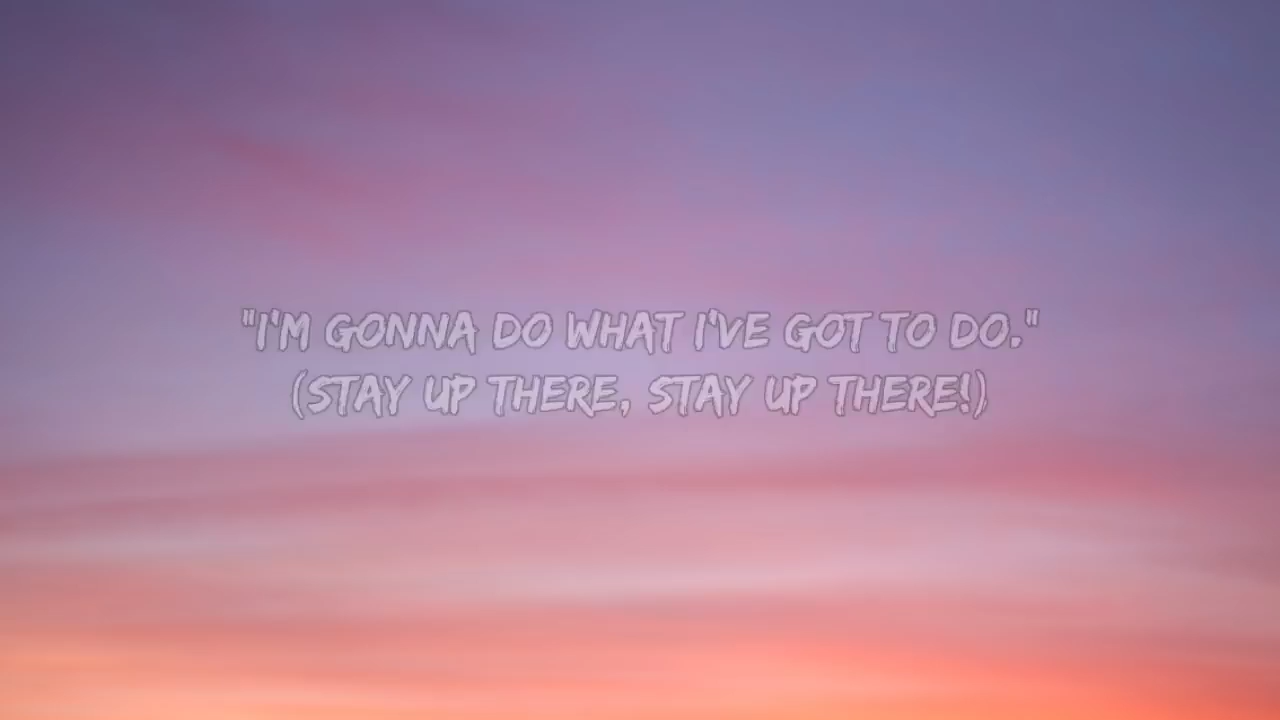 "I'M GONNA DO WHAT I'VE GOT TO DO."
(STAY UP THERE, STAY UP THERE!)